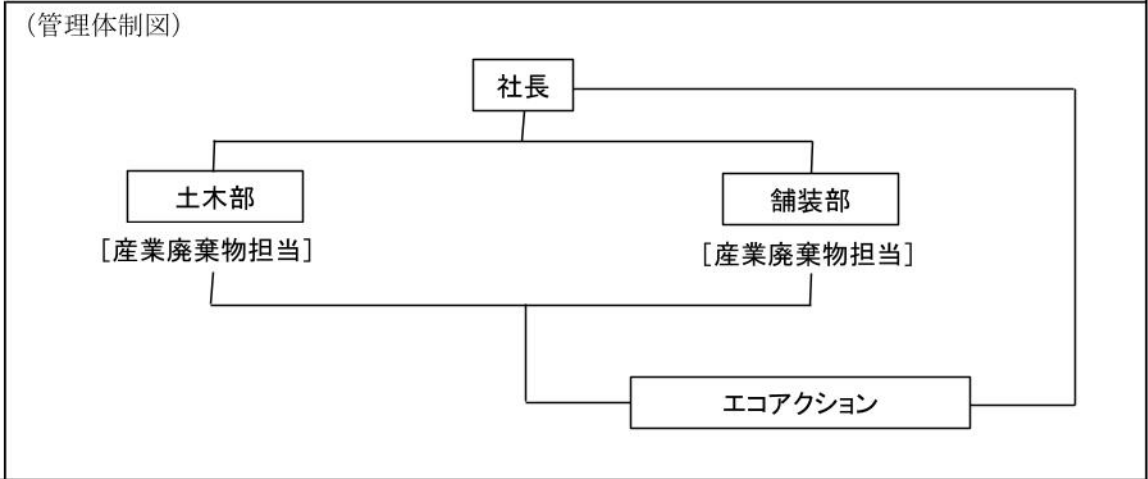 (管理体制図)
社長
土木部
舗装部
[産業廃棄物担当]
[産業廃棄物担当]
エコアクション